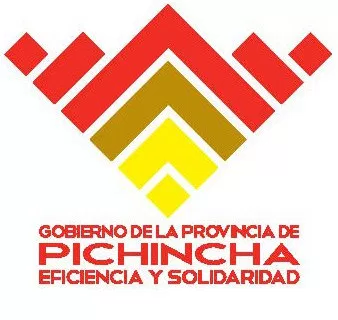 GOBIERNO DE LA PROVINCIA DE
PICHINCHA
EFICIENCIA Y SOLIDARIDAD